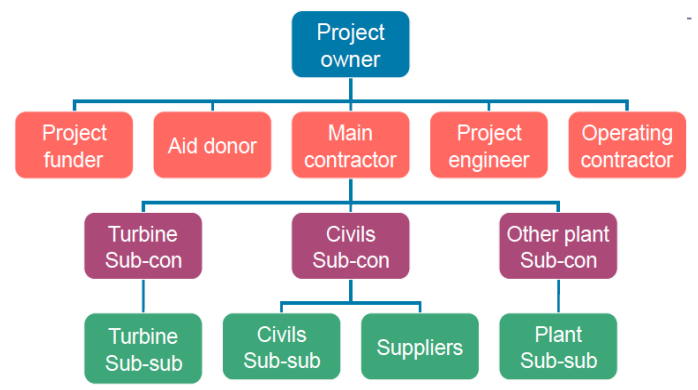 Project
owner
Project
funder
Aid donor
Main
contractor
Project
engineer
Operating
contractor
Turbine
Sub-con
Civils
Sub-con
Other plant
Sub-con
Turbine
Sub-sub
Civils
Sub-sub
Suppliers
Plant
Sub-sub